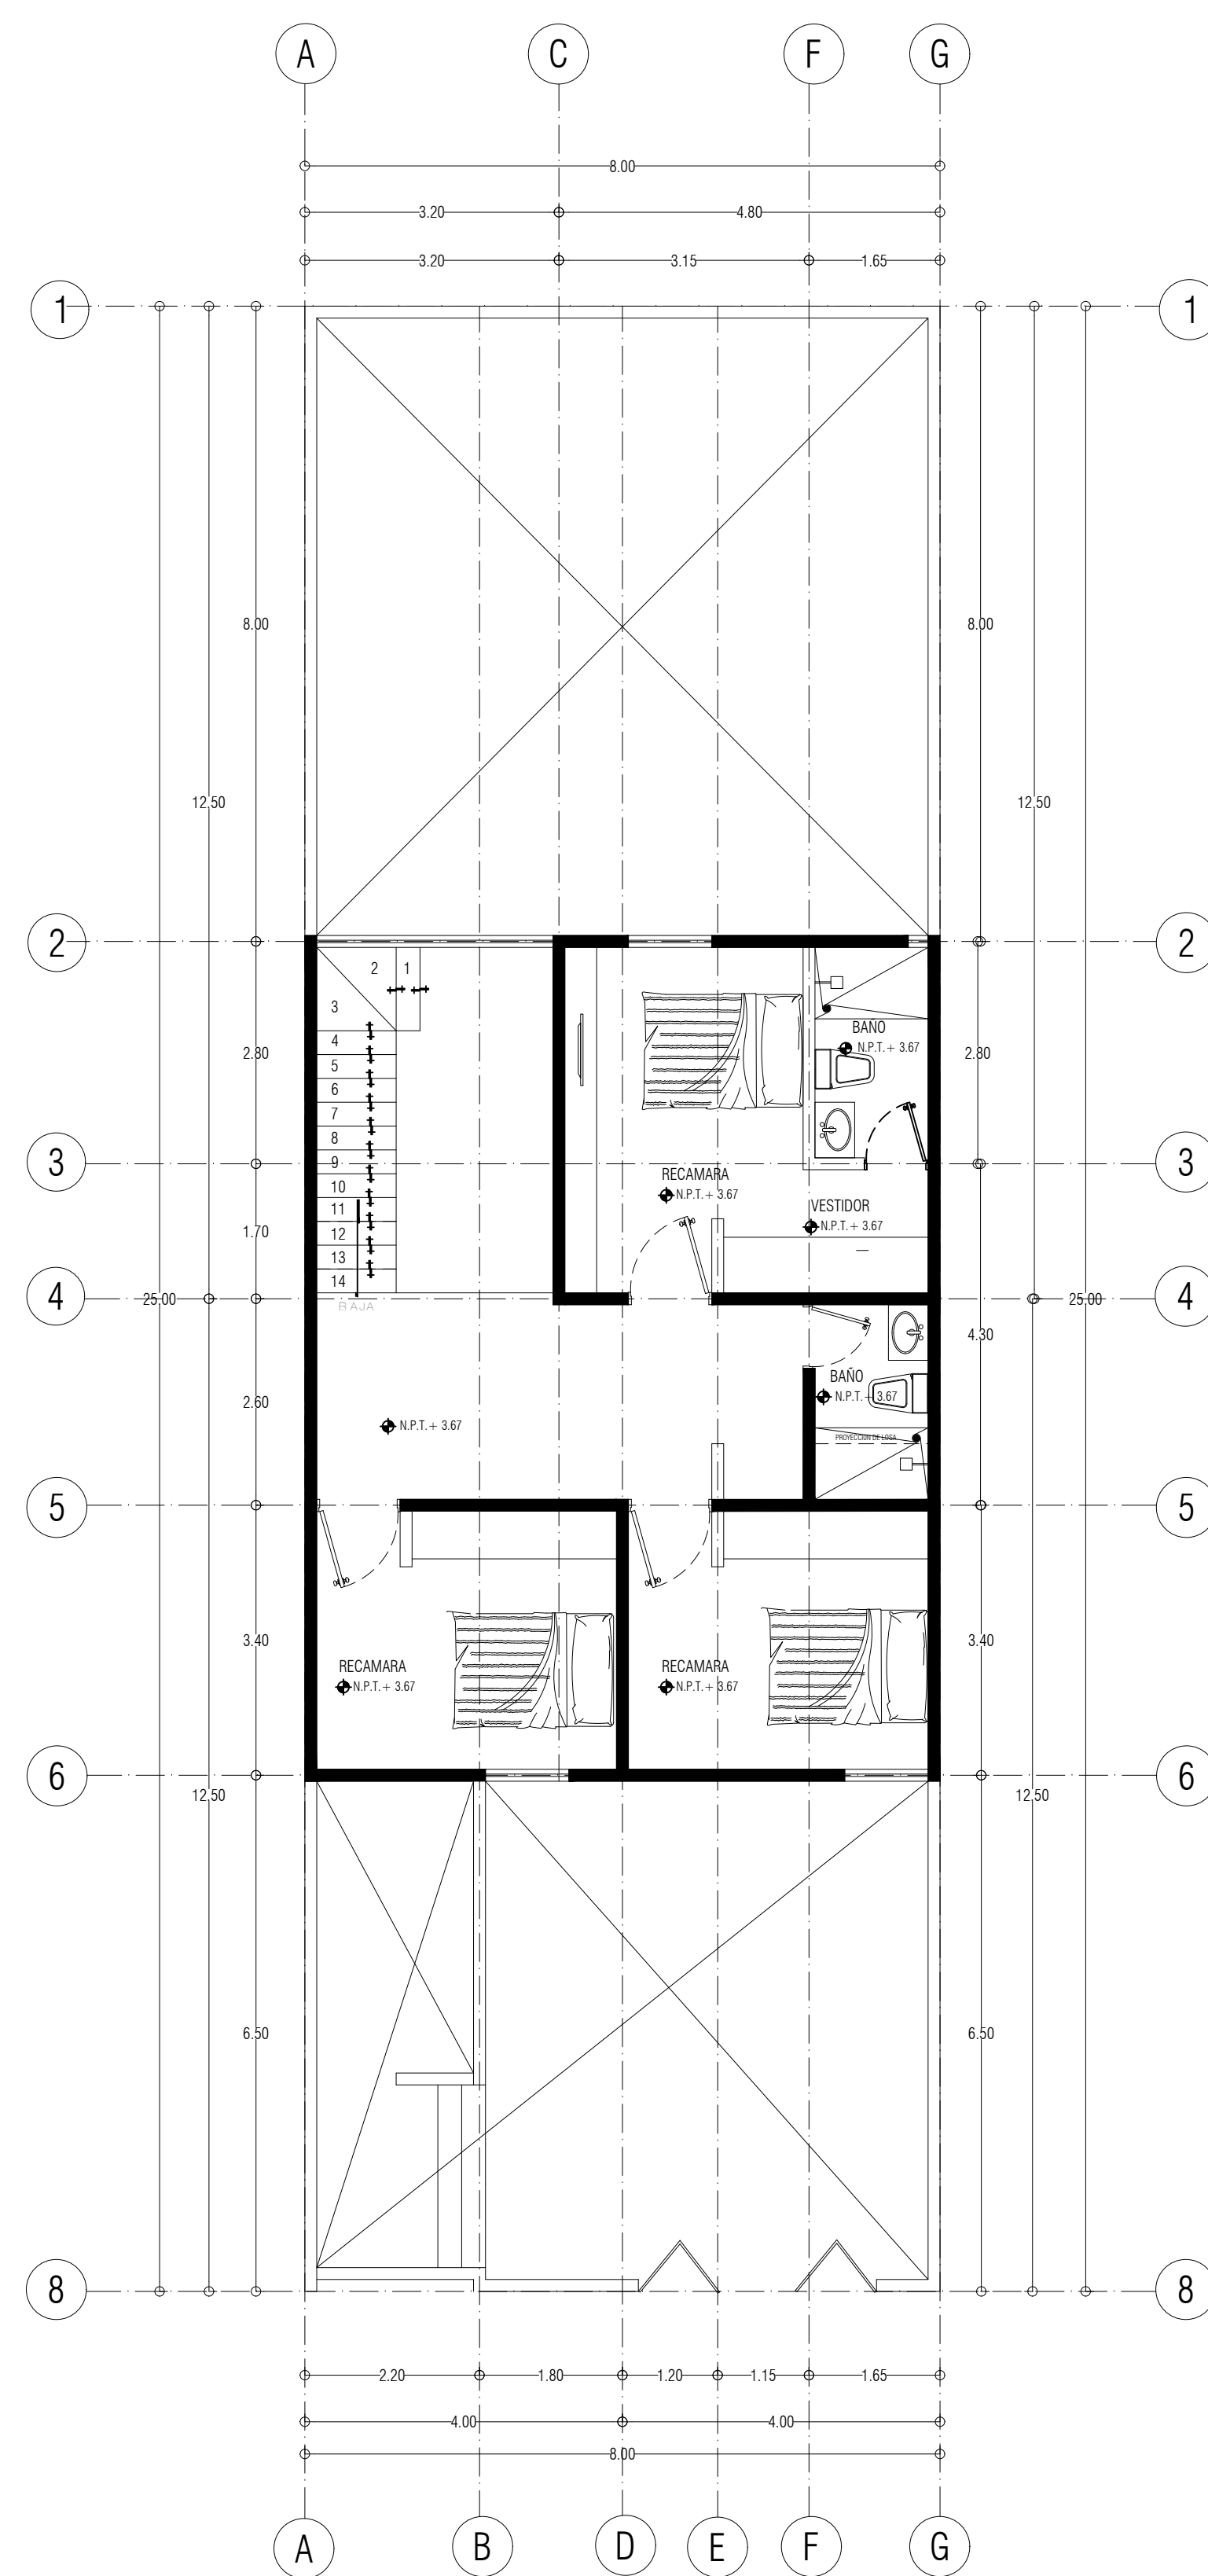 A C F G
8.00
3.20 4.80
3.20 3.15 1.65
1 1
8.00 8.00
12.50 12.50
2 2
2 1
3
4
BAÑO
N.P.T.+ 3.67
2.80 2.80
5
6
7
8
9
3 3
10
RECAMARA
N.P.T.+ 3.67
11
VESTIDOR
N.P.T.+ 3.67
1.70
12
13
14
4 4
25.00 25.00
BAJA
4.30
BAÑO
N.P.T.+ 3.67
2.60
N.P.T.+ 3.67
PROYECCION DE LOSA
5 5
3.40 3.40
RECAMARA RECAMARA
N.P.T.+ 3.67 N.P.T.+ 3.67
6 6
12.50 12.50
6.50 6.50
8 8
2.20 1.80 1.20 1.15 1.65
4.00 4.00
8.00
A B D E F G